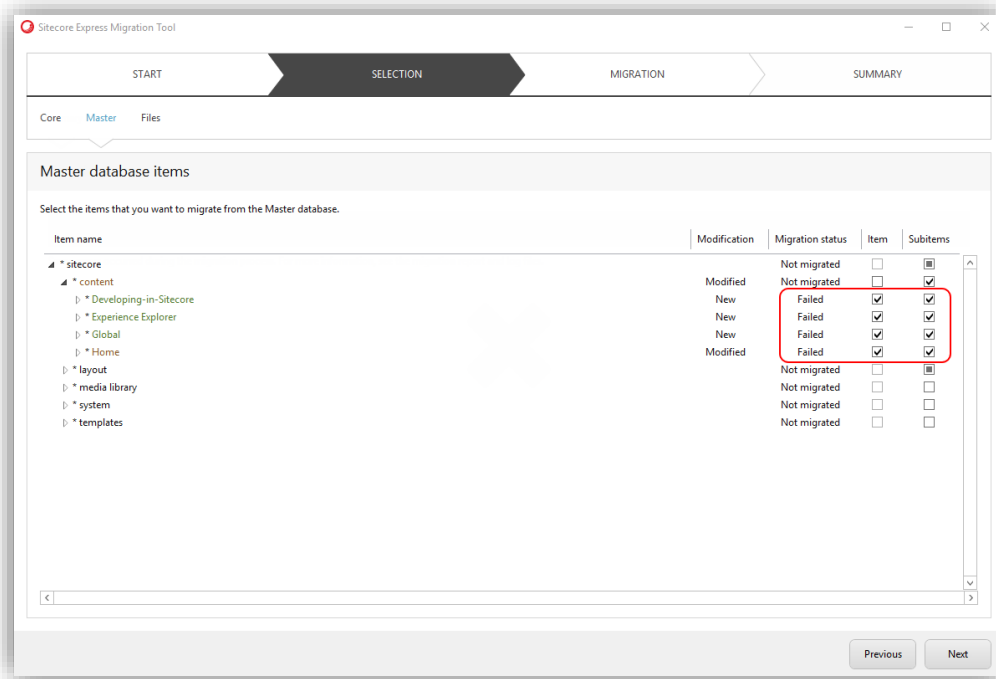 Sitecore Express Migration Tool
START SELECTION MIGRATION SUMMARY
Core Master Files
Master database items
Select the items that you want to migrate from the Master database.
Item name Modification Migration status Item Subitems
* sitecore Not migrated
* content Modified Not migrated
* Developing-in-Sitecore New Failed
* Experience Explorer New Failed
* Global New Failed
* Home Modified Failed
* layout Not migrated
* media library Not migrated
* system Not migrated
* templates Not migrated
Previous Next